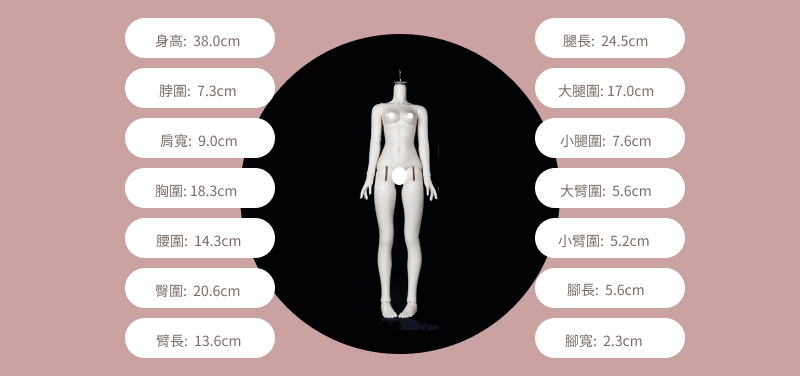 身高: 38.0cm
脖圍: 7.3cm
肩寬: 9.0cm
胸圍: 18.3cm
腰圍: 14.3cm
臀圍: 20.6cm
臂長: 13.6cm
腿長: 24.5cm
大腿圍: 17.0cm
小腿圍: 7.6cm
大臂圍: 5.6cm
小臂圍: 5.2cm
腳長: 5.6cm
腳寬: 2.3cm